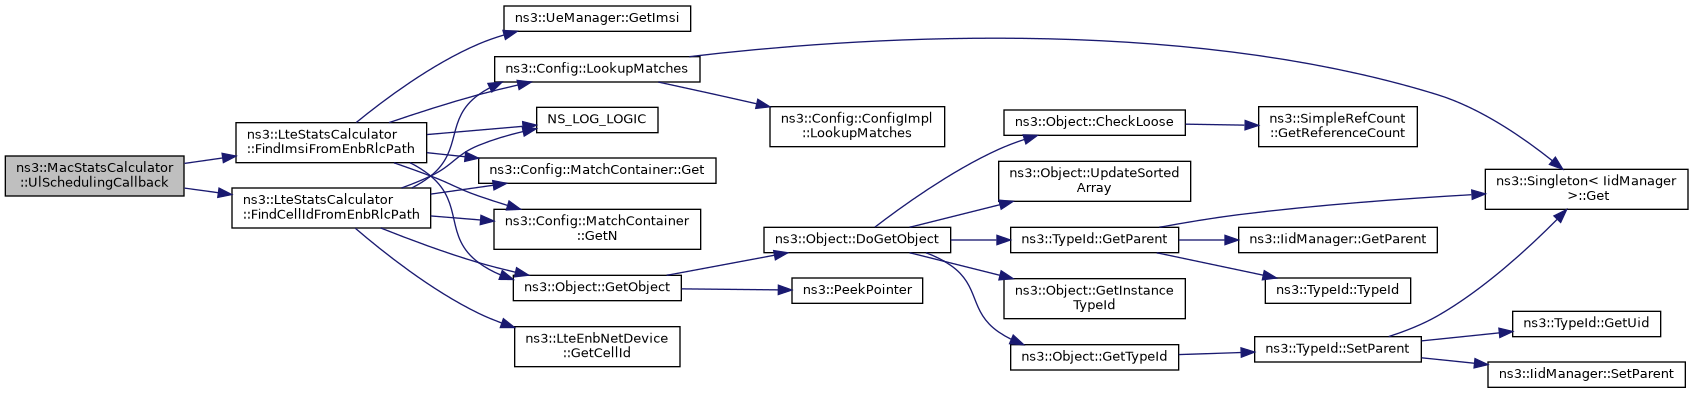 ns3::MacStatsCalculator
::UlSchedulingCallback
ns3::LteStatsCalculator
::FindImsiFromEnbRlcPath
ns3::LteStatsCalculator
::FindCellIdFromEnbRlcPath
ns3::UeManager::GetImsi
ns3::Config::LookupMatches
NS_LOG_LOGIC
ns3::Config::MatchContainer::Get
ns3::Config::MatchContainer
::GetN
ns3::Object::GetObject
ns3::LteEnbNetDevice
::GetCellId
ns3::Config::ConfigImpl
::LookupMatches
ns3::Object::DoGetObject
ns3::PeekPointer
ns3::Object::CheckLoose
ns3::Object::UpdateSorted
Array
ns3::TypeId::GetParent
ns3::Object::GetInstance
TypeId
ns3::Object::GetTypeId
ns3::SimpleRefCount
::GetReferenceCount
ns3::IidManager::GetParent
ns3::TypeId::TypeId
ns3::TypeId::SetParent
ns3::Singleton< IidManager
>::Get
ns3::TypeId::GetUid
ns3::IidManager::SetParent